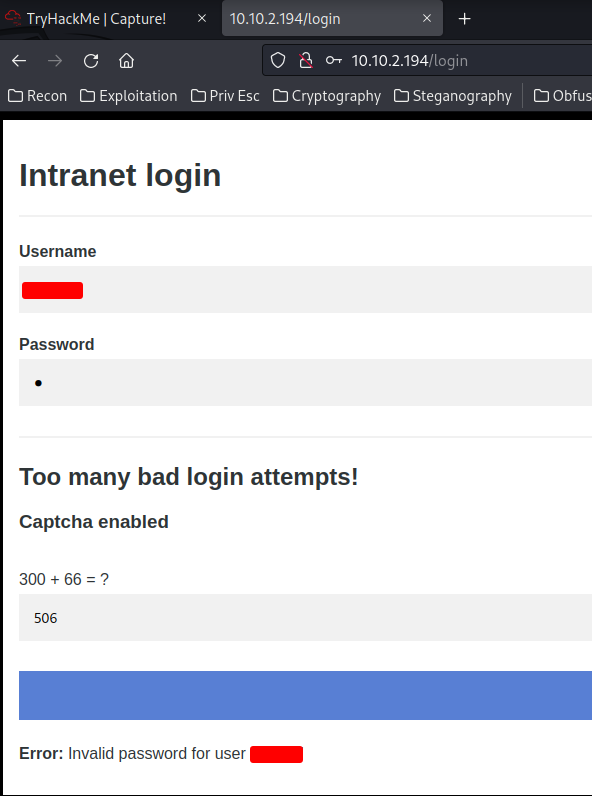 TryHackMe | Capture!
10.10.2.194/login
10.10.2.194/login
Recon Exploitation Priv Esc Cryptography Steganography Obfus
Intranet login
Username
Password
Too many bad login attempts!
Captcha enabled
300 + 66 = ?
506
Error: Invalid password for user